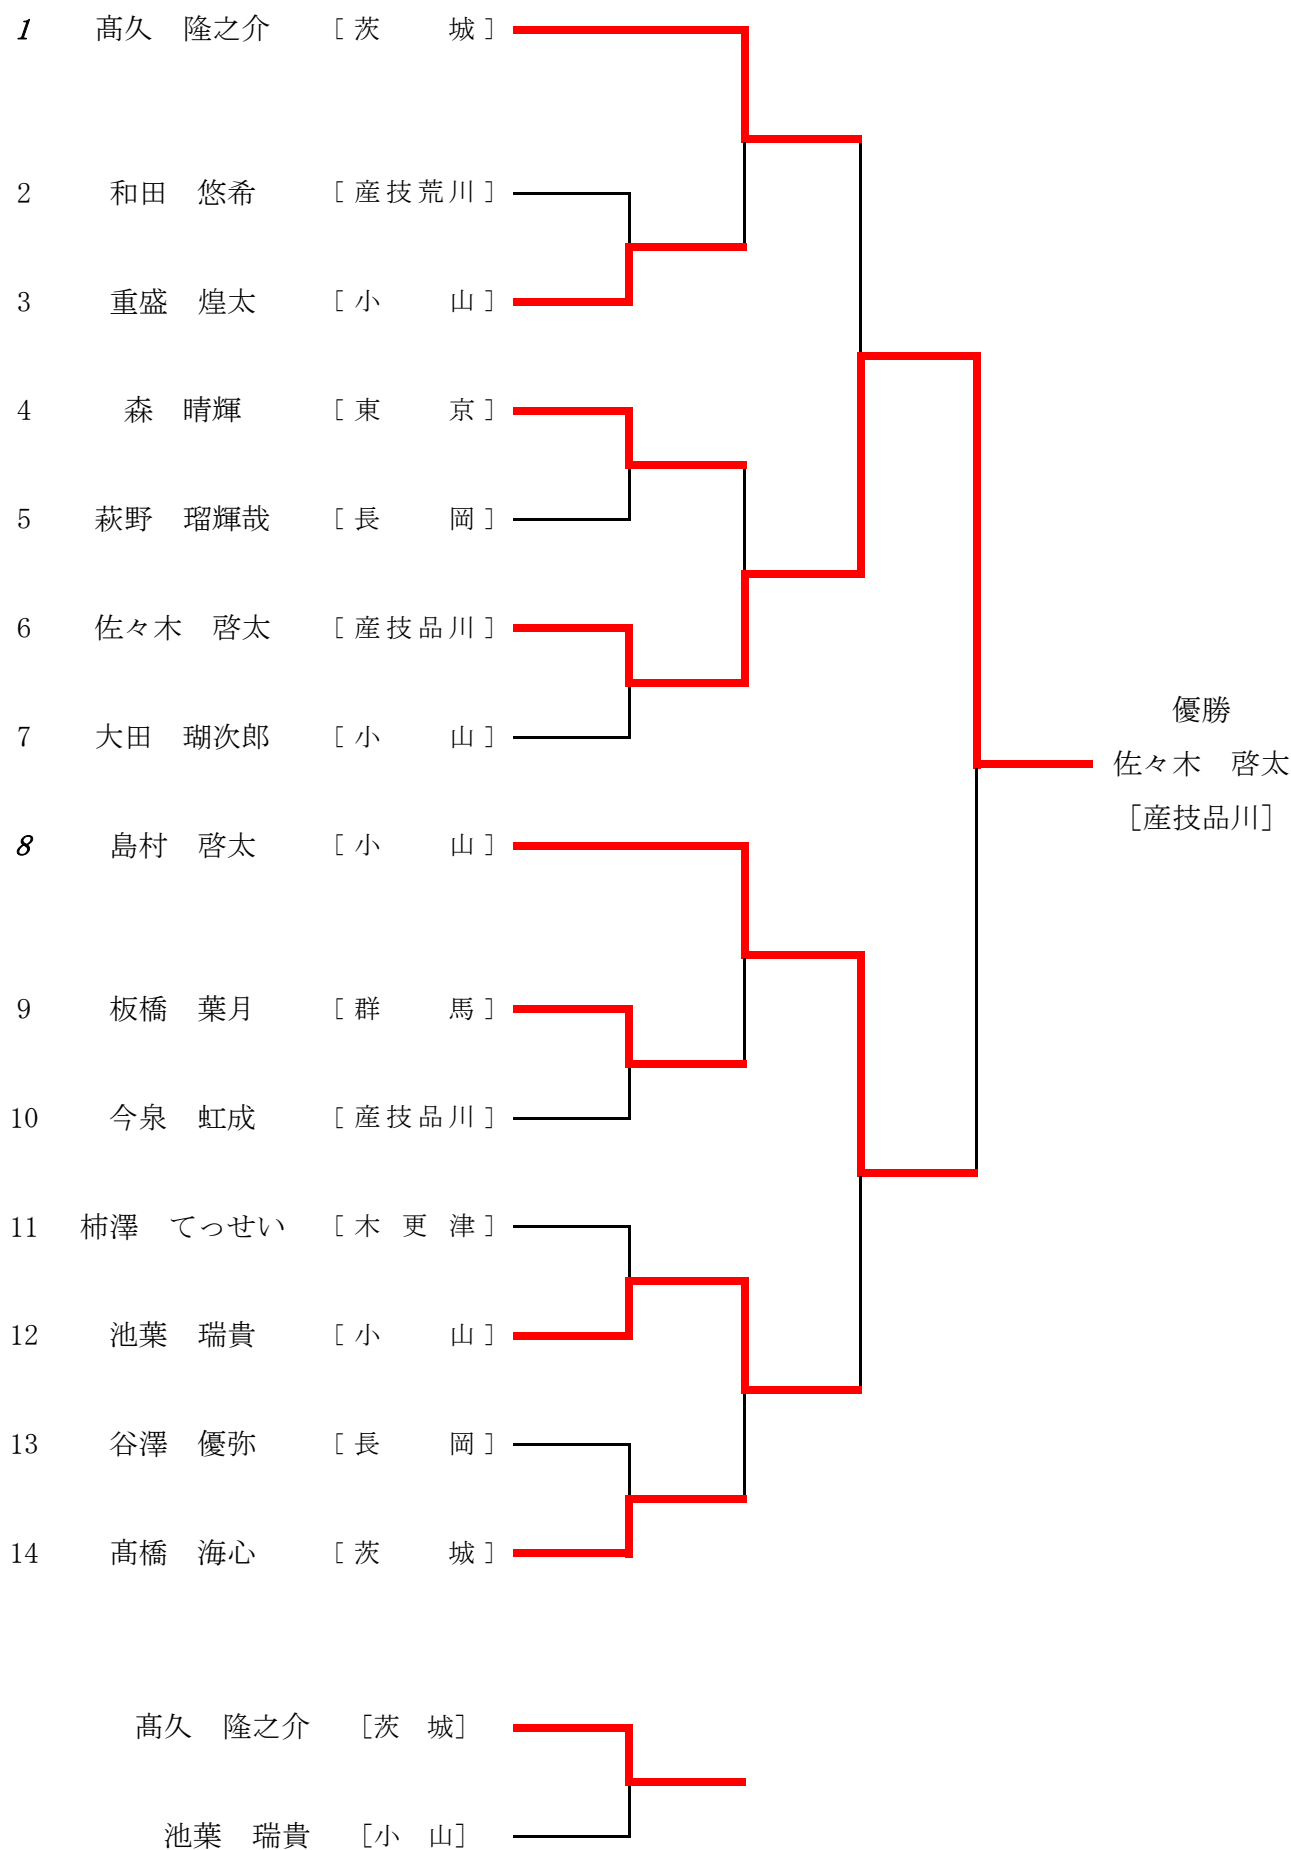 1 髙久 隆之介 [茨 城]
2 和田 悠希 [産技荒川]
3 重盛 煌太 [小 山]
4 森 晴輝 [東 京]
5 萩野 瑠輝哉 [長 岡]
6 佐々木 啓太 [産技品川]
7 大田 瑚次郎 [小 山]
優勝
佐々木 啓太
[産技品川]
8 島村 啓太 [小 山]
9 板橋 葉月 [群 馬]
10 今泉 虹成 [産技品川]
11 柿澤 てっせい [木更津]
12 池葉 瑞貴 [小 山]
13 谷澤 優弥 [長 岡]
14 髙橋 海心 [茨 城]
髙久 隆之介 [茨 城]
池葉 瑞貴 [小 山]